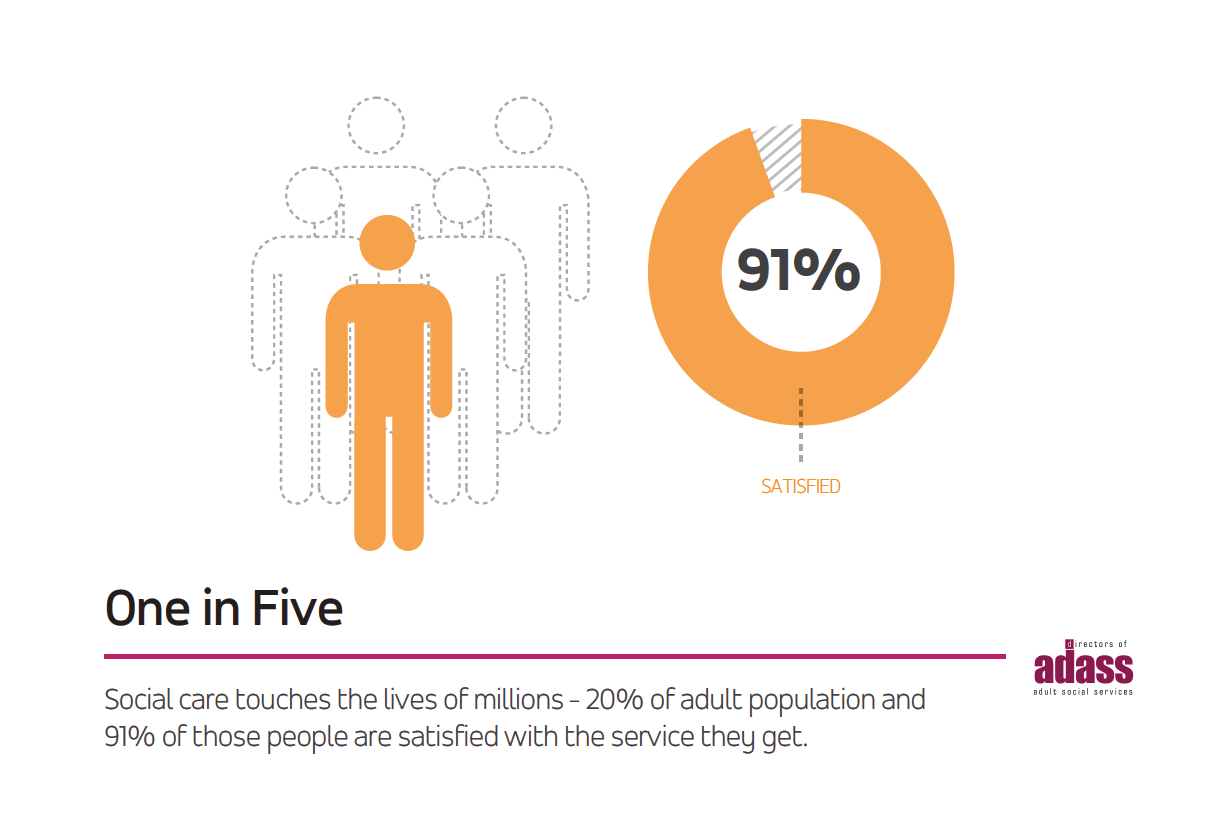 91%
SATISFIED
One in Five
directors of
adass
adult social services
Social care touches the lives of millions – 20% of adult population and
91% of those people are satisfied with the service they get.